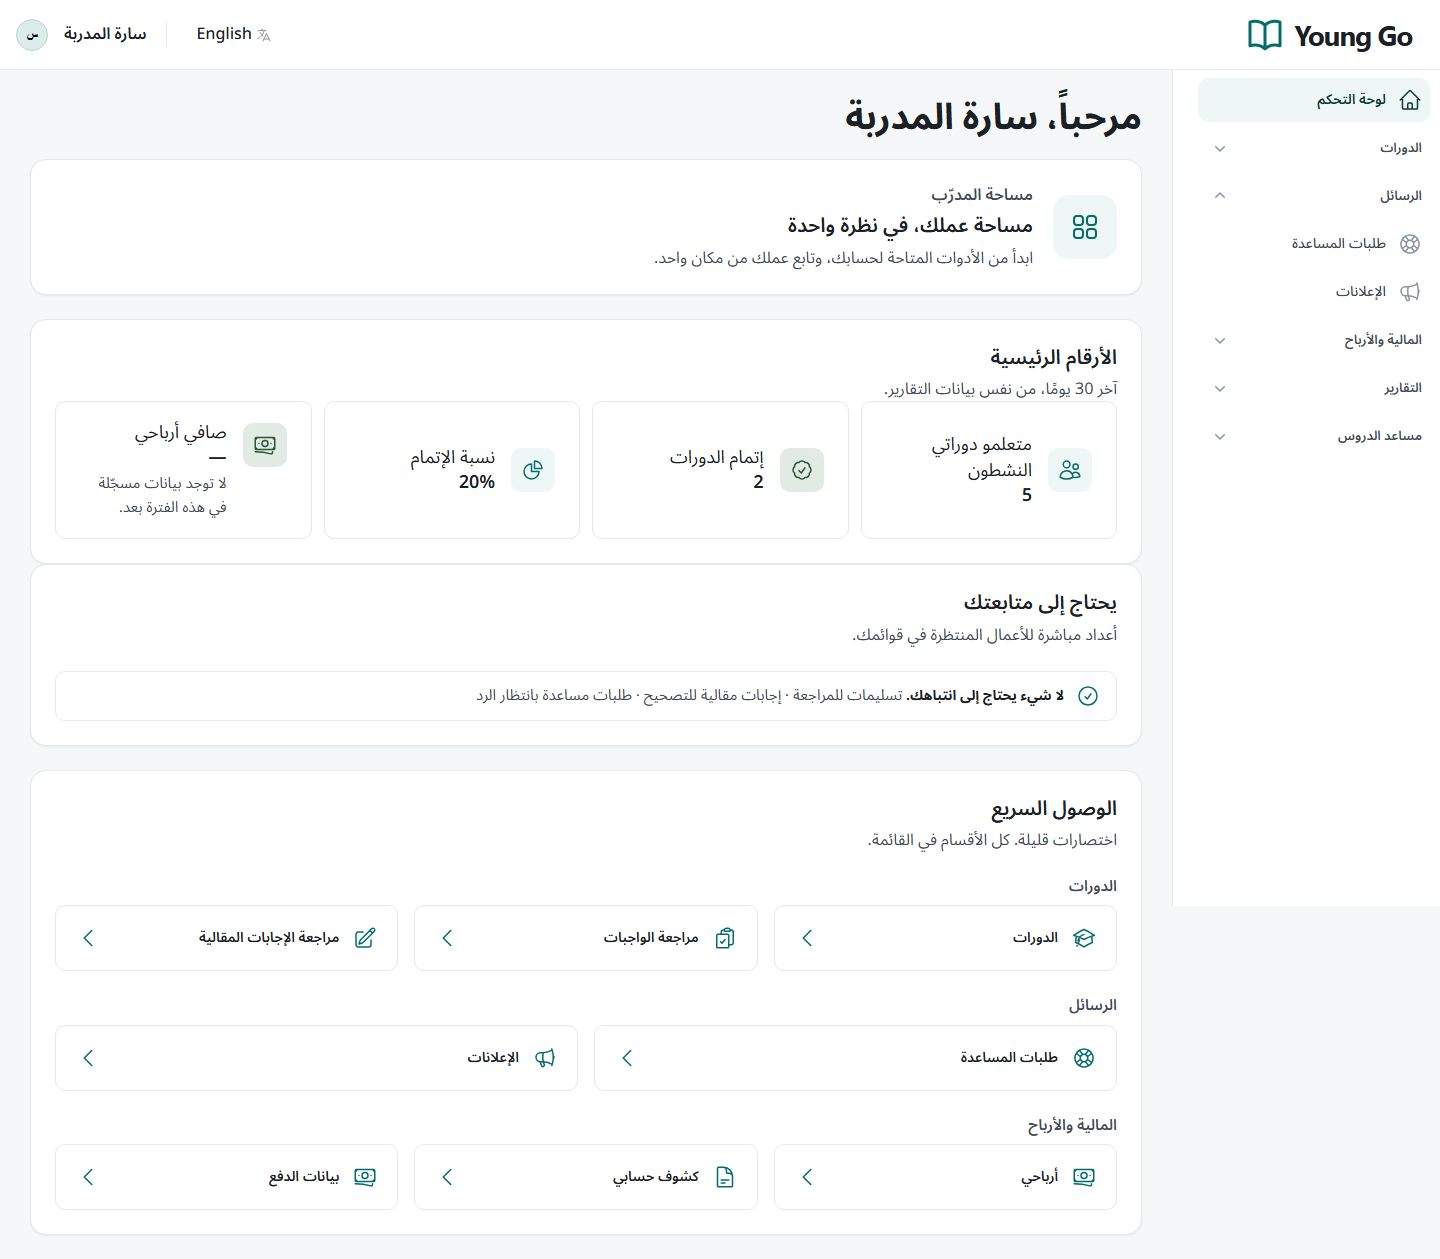 Young Go
English
سارة المدربة
س
لوحة التحكم
الدورات
الرسائل
طلبات المساعدة
الإعلانات
المالية والأرباح
التقارير
مساعد الدروس
مرحباً، سارة المدربة
مساحة المدرّب
مساحة عملك، في نظرة واحدة
ابدأ من الأدوات المتاحة لحسابك، وتابع عملك من مكان واحد.
الأرقام الرئيسية
آخر 30 يومًا، من نفس بيانات التقارير.
متعلمو دوراتي
النشطون
5
إتمام الدورات
2
نسبة الإتمام
20%
صافي أرباحي
—
لا توجد بيانات مسجّلة
في هذه الفترة بعد.
يحتاج إلى متابعتك
أعداد مباشرة للأعمال المنتظرة في قوائمك.
لا شيء يحتاج إلى انتباهك. تسليمات للمراجعة · إجابات مقالية للتصحيح · طلبات مساعدة بانتظار الرد
الوصول السريع
اختصارات قليلة. كل الأقسام في القائمة.
الدورات
الدورات
مراجعة الواجبات
مراجعة الإجابات المقالية
الرسائل
طلبات المساعدة
الإعلانات
المالية والأرباح
أرباحي
كشوف حسابي
بيانات الدفع